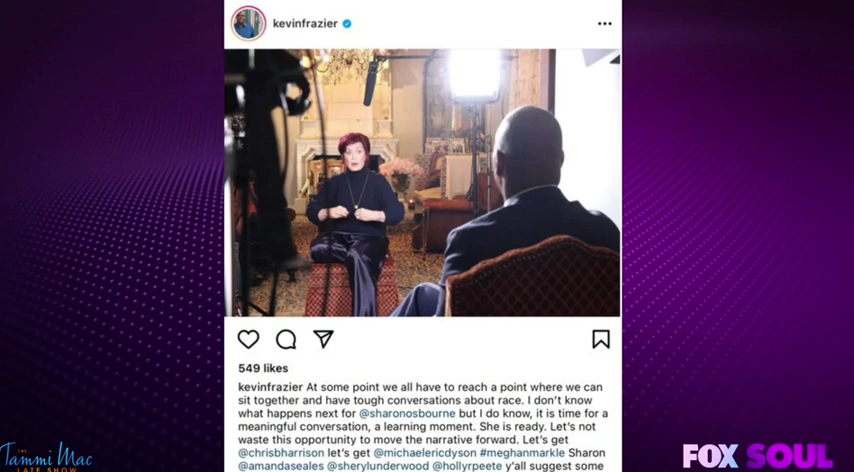 kevinfrazier
549 likes
kevinfrazier At some point we all have to reach a point where we can
sit together and have tough conversations about race. I don't know
what happens next for @sharonosbourne but I do know, it is time for a
meaningful conversation, a learning moment. She is ready. Let's not
waste this opportunity to move the narrative forward. Let's get
@chrisbharrison let's get @michaelericdyson #meghanmarkle Sharon
@amandaseales @sherylunderwood @hollyrpeete y'all suggest some
THE
Tammi Mac
LATE SHOW
FOX SOUL